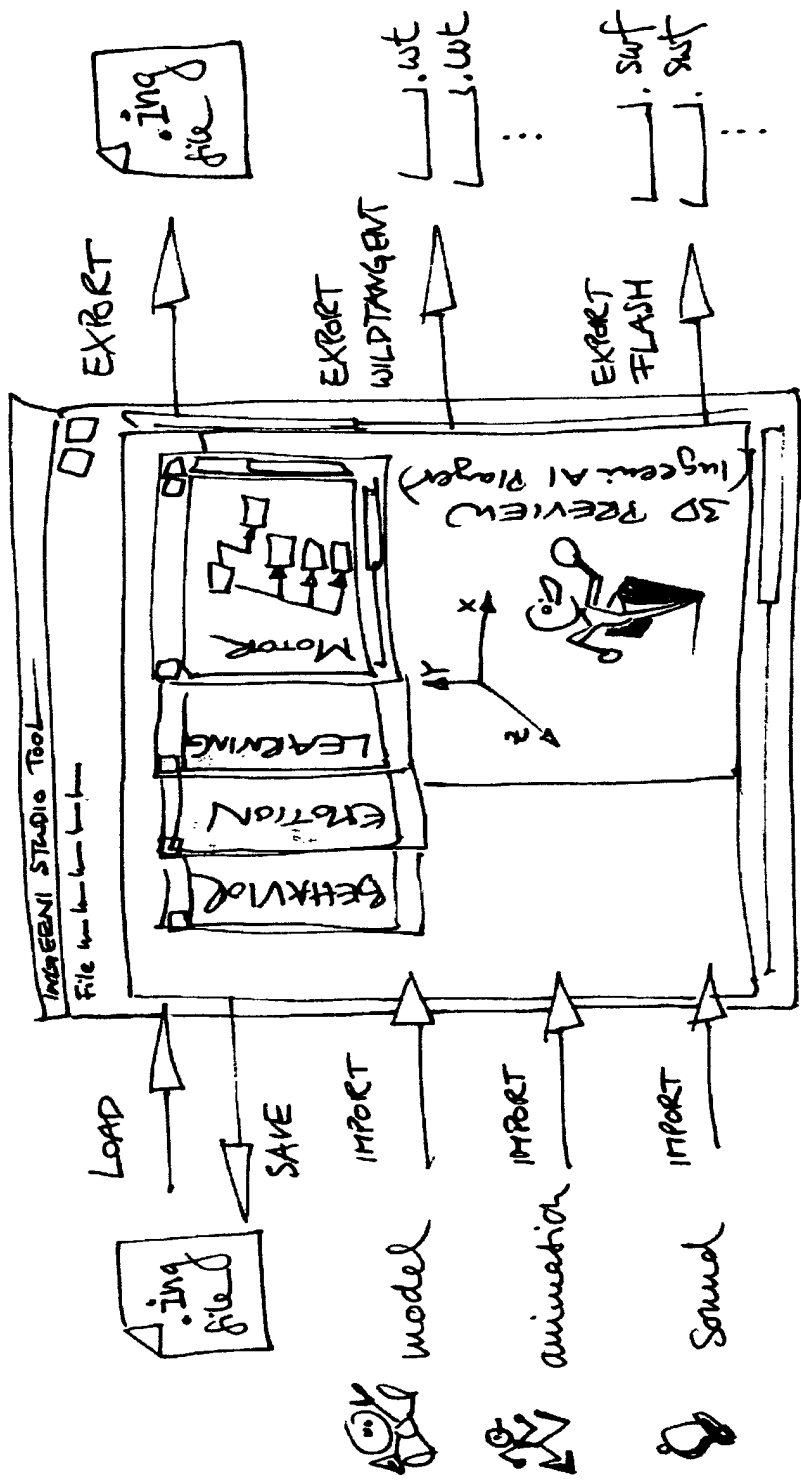 INGEENI STUDIO TOOL
File
LOAD
.ing
file
SAVE
IMPORT
model
IMPORT
animation
IMPORT
Sound
BEHAVIOR
EMOTION
LEARNING
MOTOR
Y
X
Z
3D PREVIEW
(Ingeeni AI Player)
EXPORT
.ing
file
EXPORT
WILDTANGENT
.wt
.wt
...
EXPORT
FLASH
.swf
.swf
...